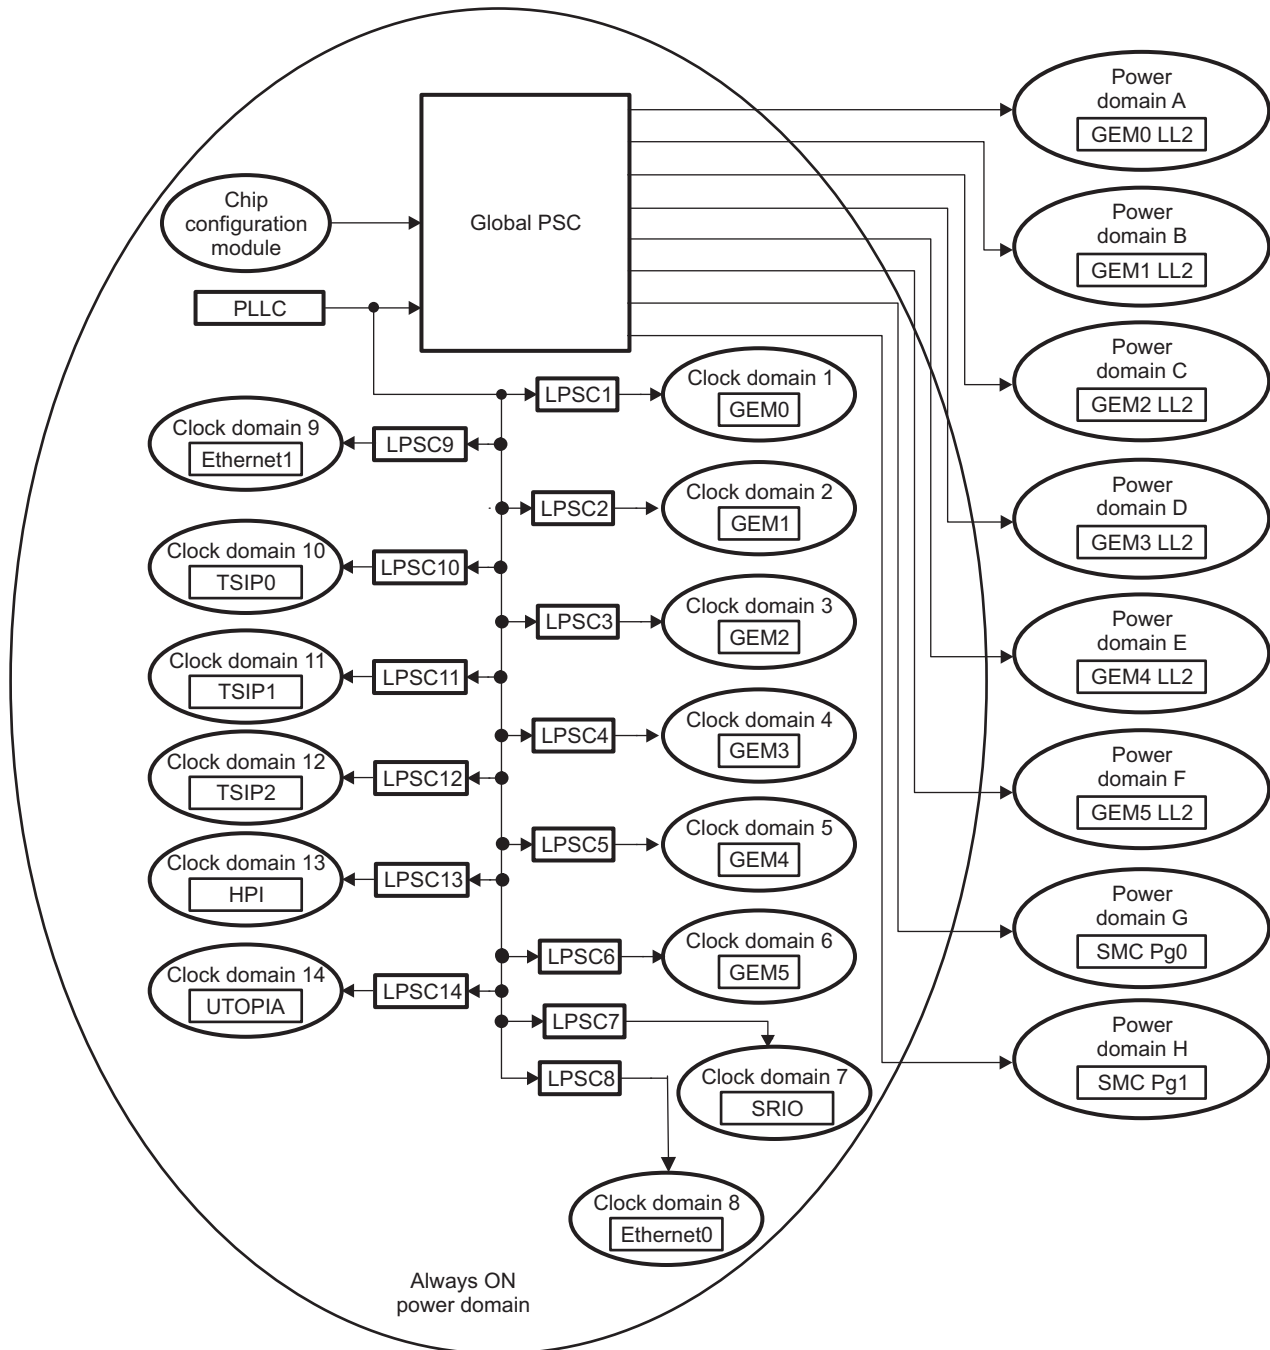 Power
domain A
GEM0 LL2
Chip
configuration
module
Global PSC
Power
domain B
GEM1 LL2
PLLC
Power
domain C
GEM2 LL2
LPSC1
Clock domain 1
GEM0
Clock domain 9
Ethernet1
LPSC9
LPSC2
Clock domain 2
GEM1
Power
domain D
GEM3 LL2
Clock domain 10
TSIP0
LPSC10
LPSC3
Clock domain 3
GEM2
Power
domain E
GEM4 LL2
Clock domain 11
TSIP1
LPSC11
LPSC4
Clock domain 4
GEM3
Clock domain 12
TSIP2
LPSC12
Power
domain F
GEM5 LL2
LPSC5
Clock domain 5
GEM4
Clock domain 13
HPI
LPSC13
Power
domain G
SMC Pg0
LPSC6
Clock domain 6
GEM5
Clock domain 14
UTOPIA
LPSC14
LPSC7
Clock domain 7
SRIO
Power
domain H
SMC Pg1
LPSC8
Clock domain 8
Ethernet0
Always ON
power domain